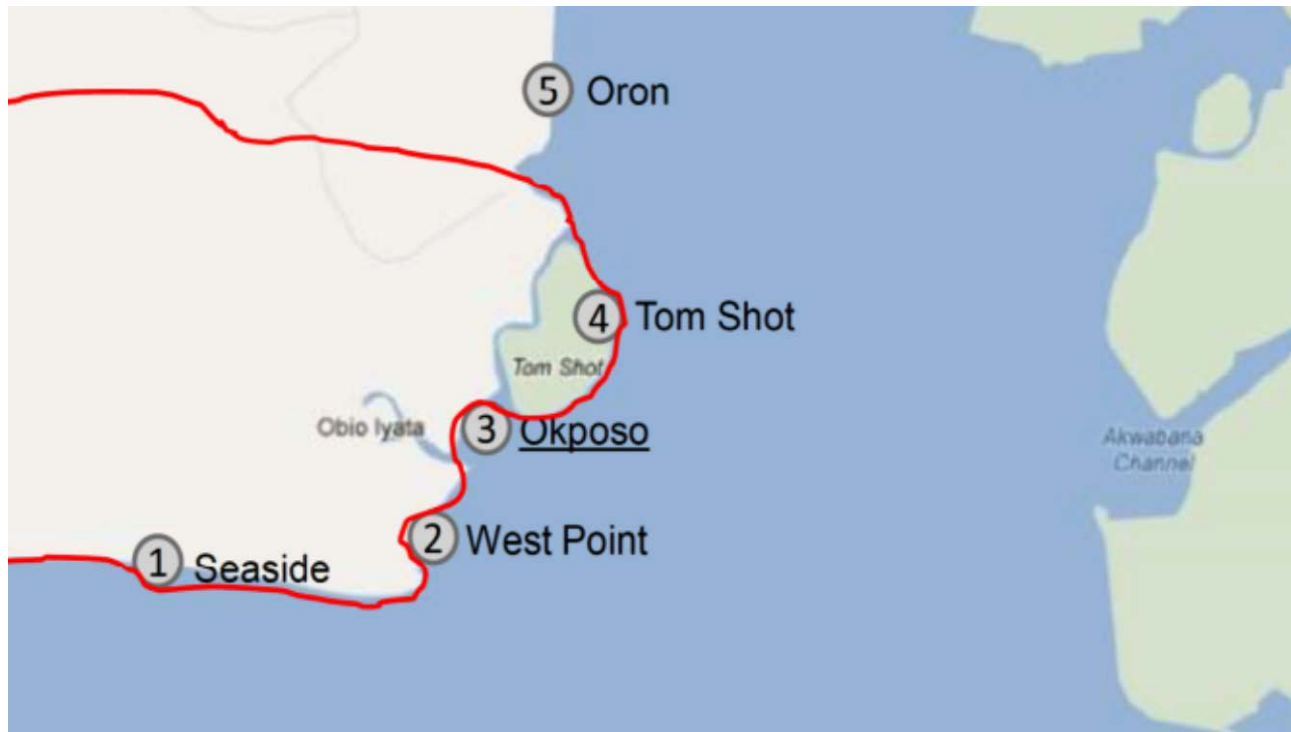 5 Oron
4 Tom Shot
Tom Shot
Obio Iyata
3 Okposo
Akwabana
Channel
2 West Point
1 Seaside